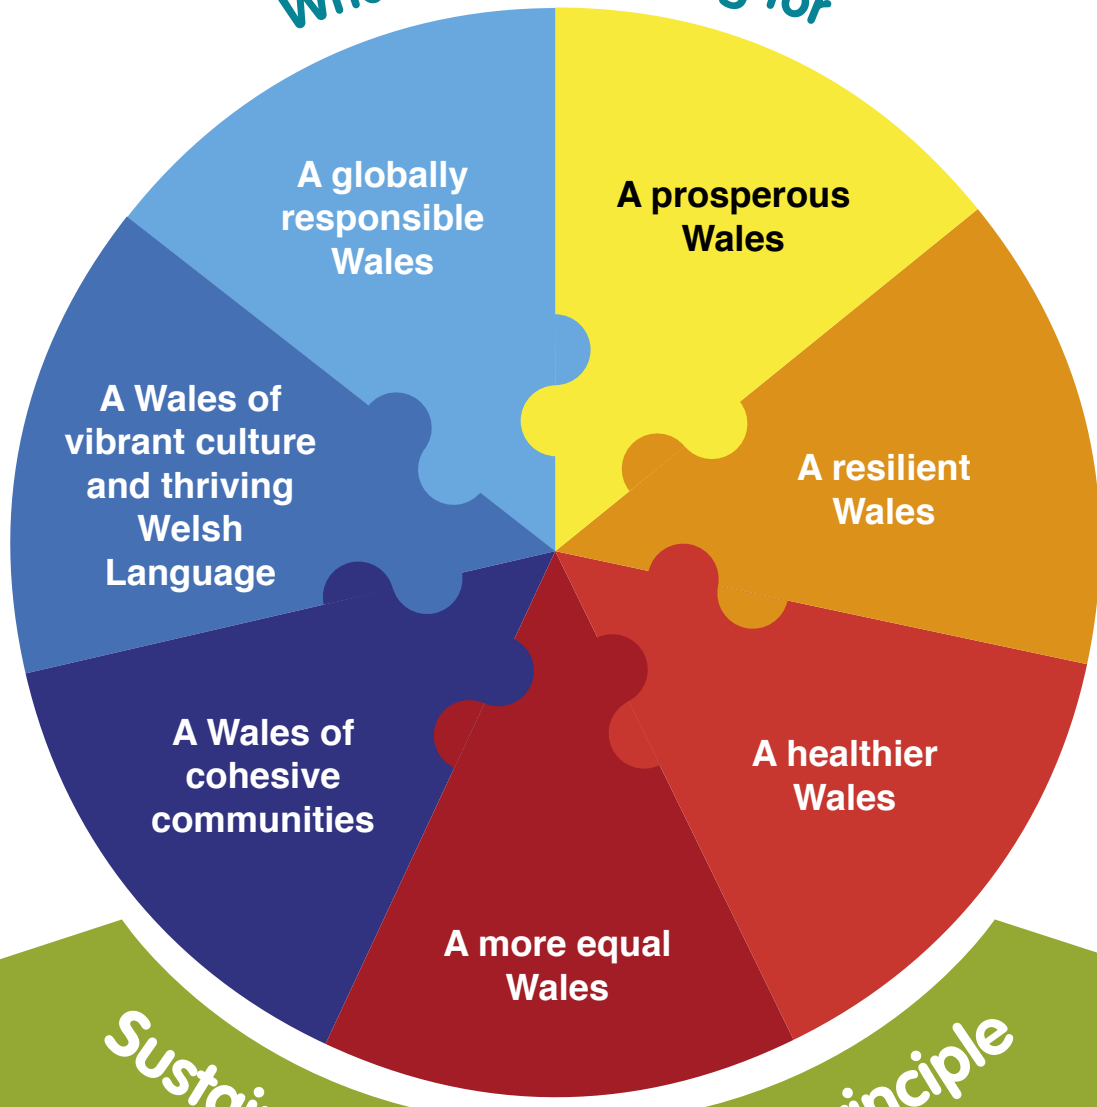 for
A globally
responsible
Wales
A prosperous
Wales
A Wales of
vibrant culture
and thriving
Welsh
Language
A resilient
Wales
A Wales of
cohesive
communities
A healthier
Wales
A more equal
Wales